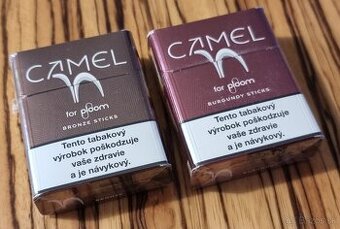 CAMEL
for ploom
BRONZE STICKS
Tento tabakový
výrobok poškodzuje
vaše zdravie
a je návykový.
CAMEL
for ploom
BURGUNDY STICKS
Tento tabakový
výrobok poškodzuje
vaše zdravie
a je návykový.